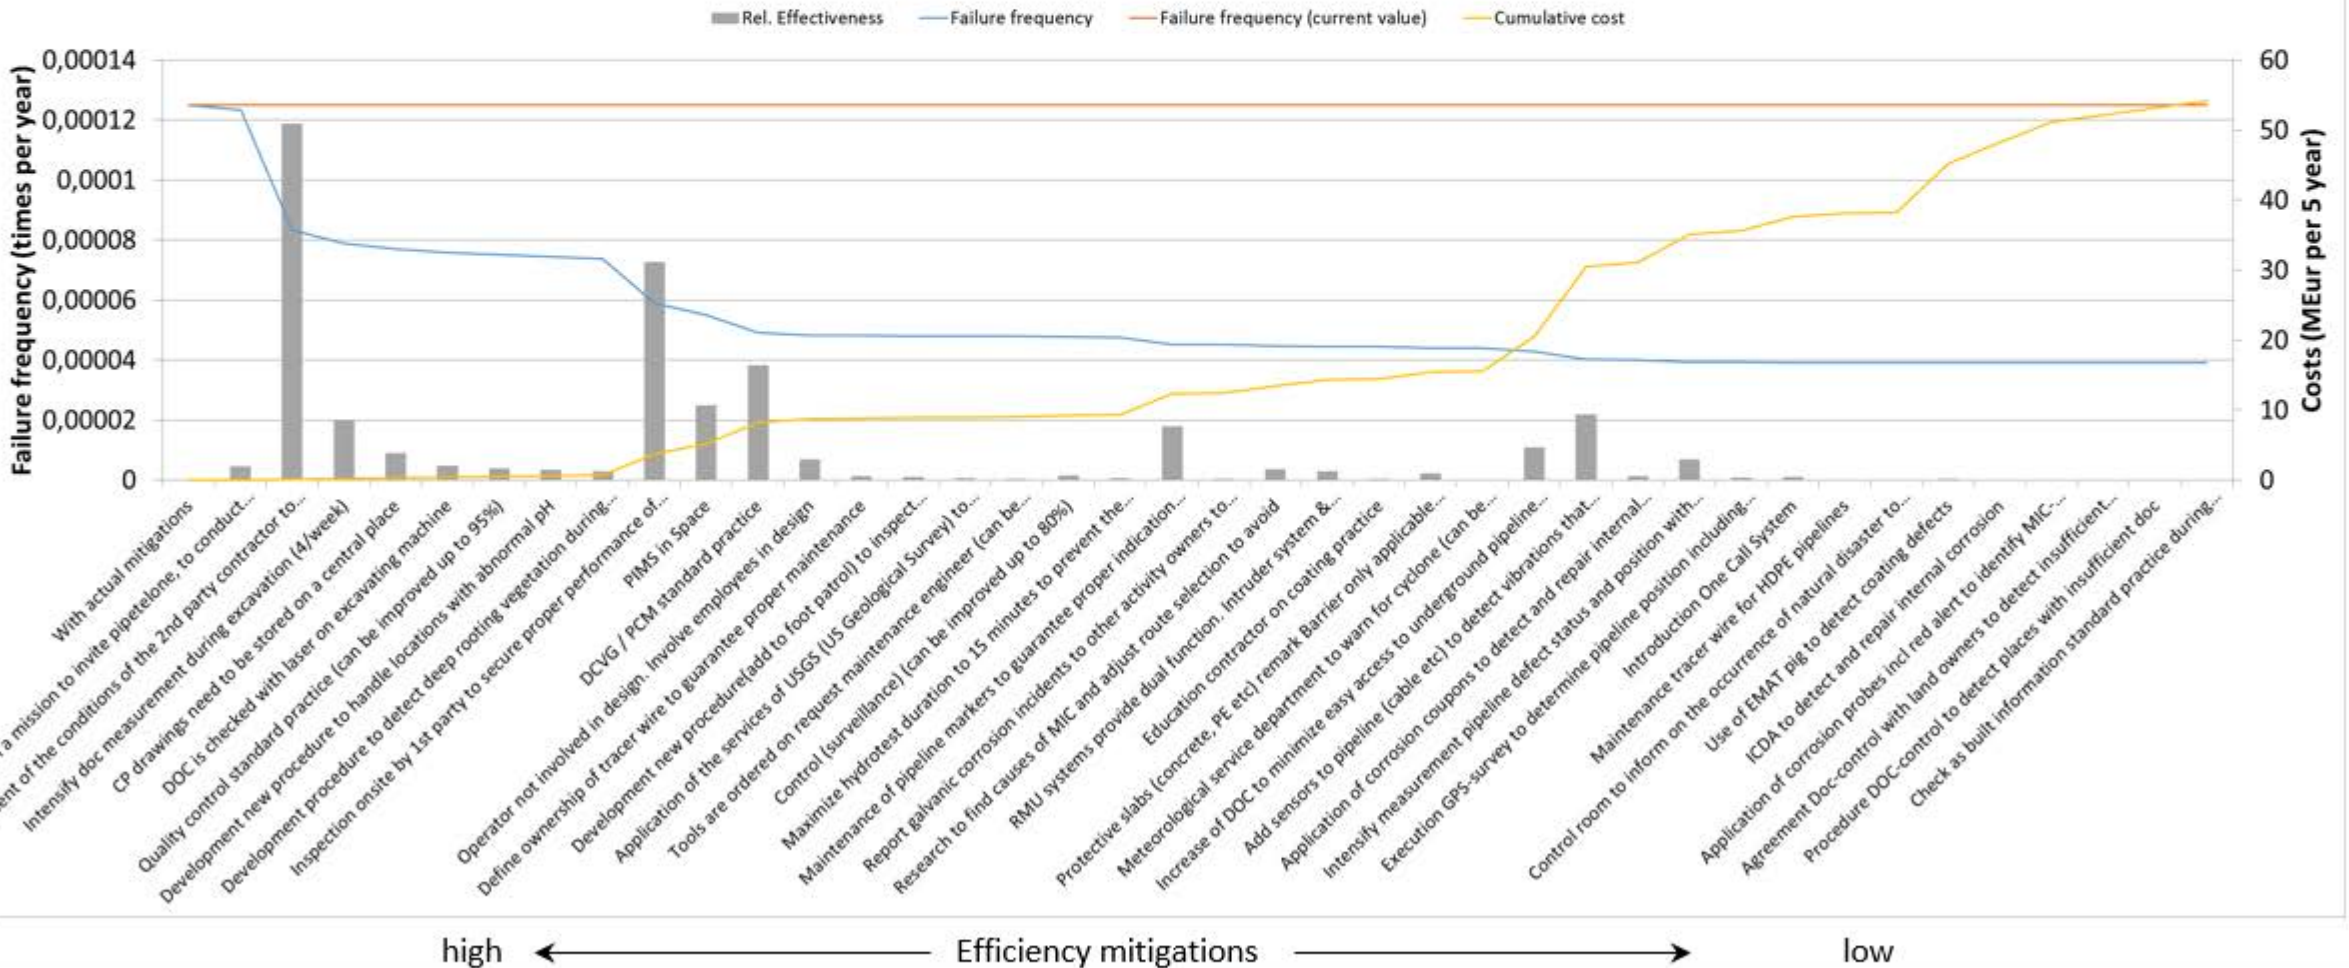 Rel. Effectiveness Failure frequency Failure frequency (current value) Cumulative cost
Failure frequency (times per year)
0,00014
0,00012
0,0001
0,00008
0,00006
0,00004
0,00002
0
60
50
40
30
20
10
0
Costs (MEur per 5 year)
With actual mitigations
a mission to invite pipetelone, to conduct...
ent of the conditions of the 2nd party contractor to...
Intensify doc measurement during excavation (4/week)
CP drawings need to be stored on a central place
DOC is checked with laser on excavating machine
Quality control standard practice (can be improved up to 95%)
Development new procedure to handle locations with abnormal pH
Development procedure to detect deep rooting vegetation during...
Inspection onsite by 1st party to secure proper performance of...
PIMS in Space
DCVG / PCM standard practice
Operator not involved in design. Involve employees in design
Define ownership of tracer wire to guarantee proper maintenance
Development new procedure(add to foot patrol) to inspect...
Application of the services of USGS (US Geological Survey) to...
Tools are ordered on request maintenance engineer (can be...
Control (surveillance) (can be improved up to 80%)
Maximize hydrotest duration to 15 minutes to prevent the...
Maintenance of pipeline markers to guarantee proper indication...
Report galvanic corrosion incidents to other activity owners to...
Research to find causes of MIC and adjust route selection to avoid
RMU systems provide dual function. Intruder system &...
Education contractor on coating practice
Protective slabs (concrete, PE etc) remark Barrier only applicable...
Meteorological service department to warn for cyclone (can be...
Increase of DOC to minimize easy access to underground pipeline...
Add sensors to pipeline (cable etc) to detect vibrations that...
Application of corrosion coupons to detect and repair internal...
Intensify measurement pipeline defect status and position with...
Execution GPS-survey to determine pipeline position including...
Introduction One Call System
Maintenance tracer wire for HDPE pipelines
Control room to inform on the occurrence of natural disaster to...
Use of EMAT pig to detect coating defects
ICDA to detect and repair internal corrosion
Application of corrosion probes incl red alert to identify MIC-...
Agreement Doc-control with land owners to detect insufficient...
Procedure DOC-control to detect places with insufficient doc
Check as built information standard practice during...
high Efficiency mitigations low